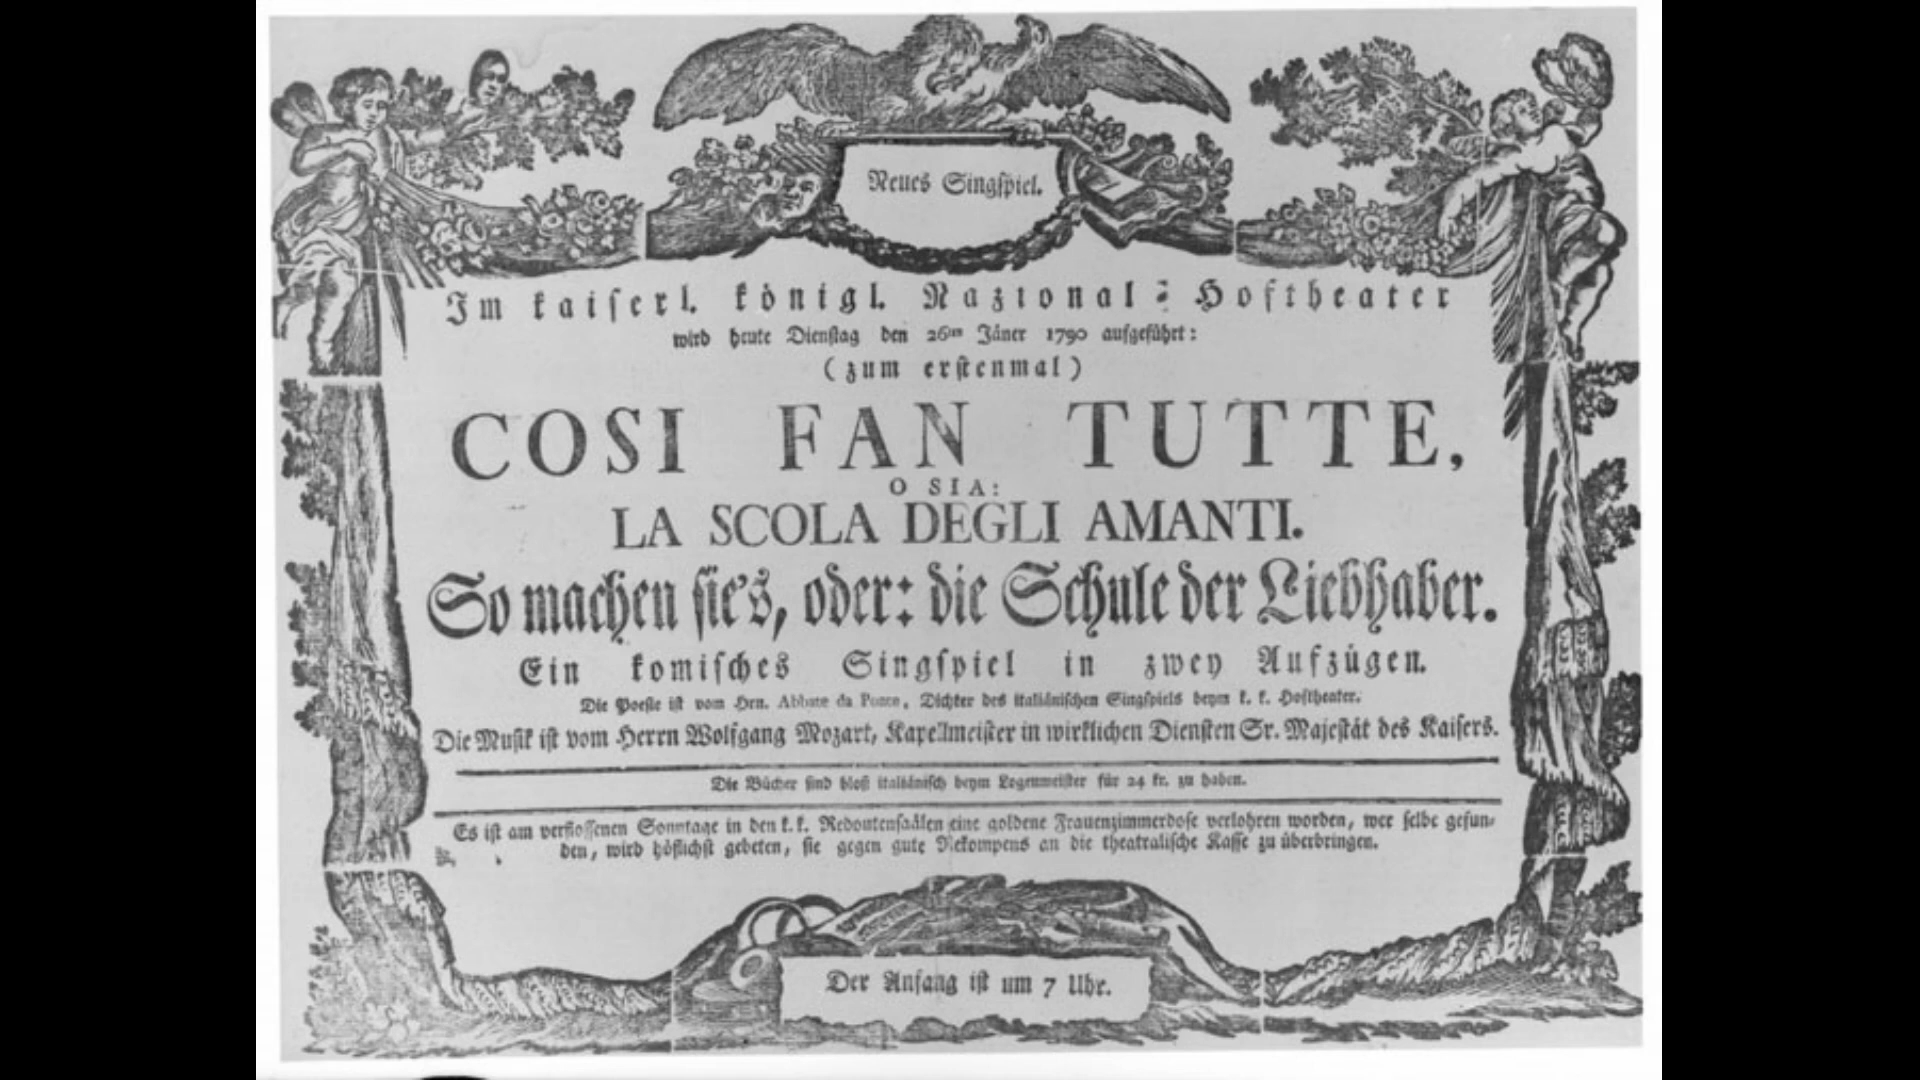 Neues Singſpiel.
Im kaiſerl. königl. Nazional-Hoftheater
wird heute Dienſtag den 26ten Jäner 1790 aufgeführt:
(zum erſtenmal)
COSI FAN TUTTE,
O SIA:
LA SCOLA DEGLI AMANTI.
So machen ſie's, oder: die Schule der Liebhaber.
Ein komiſches Singſpiel in zwey Aufzügen.
Die Poeſie iſt vom Hrn. Abbate da Ponte, Dichter des italiäniſchen Singſpiels beym k. k. Hoftheater.
Die Muſik iſt vom Herrn Wolfgang Mozart, Kapellmeiſter in wirklichen Dienſten Sr. Majeſtät des Kaiſers.
Die Bücher ſind bloß italiäniſch beym Logenmeiſter für 24 kr. zu haben.
Es iſt am verfloſſenen Sonntage in den k. k. Redoutenſaälen eine goldene Frauenzimmerdoſe verlohren worden, wer ſelbe gefun-
den, wird höflichſt gebeten, ſie gegen gute Rekompens an die theatraliſche Kaſſe zu überbringen.
Der Anfang iſt um 7 Uhr.